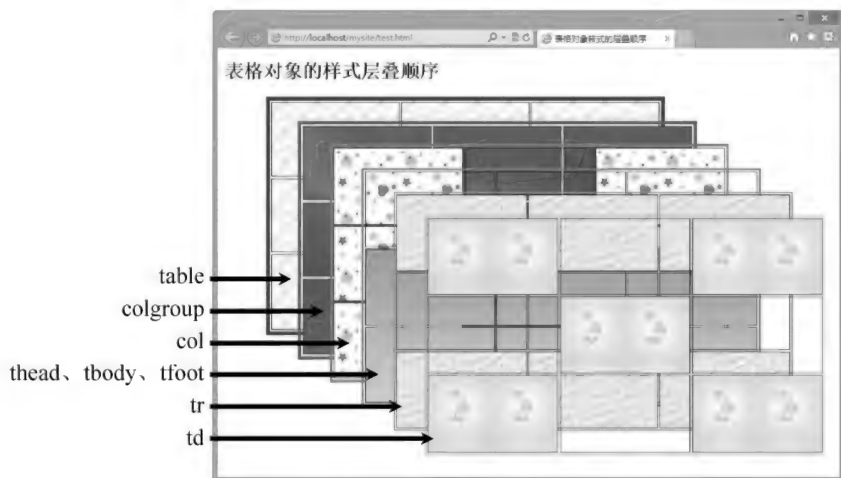 http://localhost/mysite/test.html
表格对象样式的层叠顺序
表格对象的样式层叠顺序
table
colgroup
col
thead、tbody、tfoot
tr
td